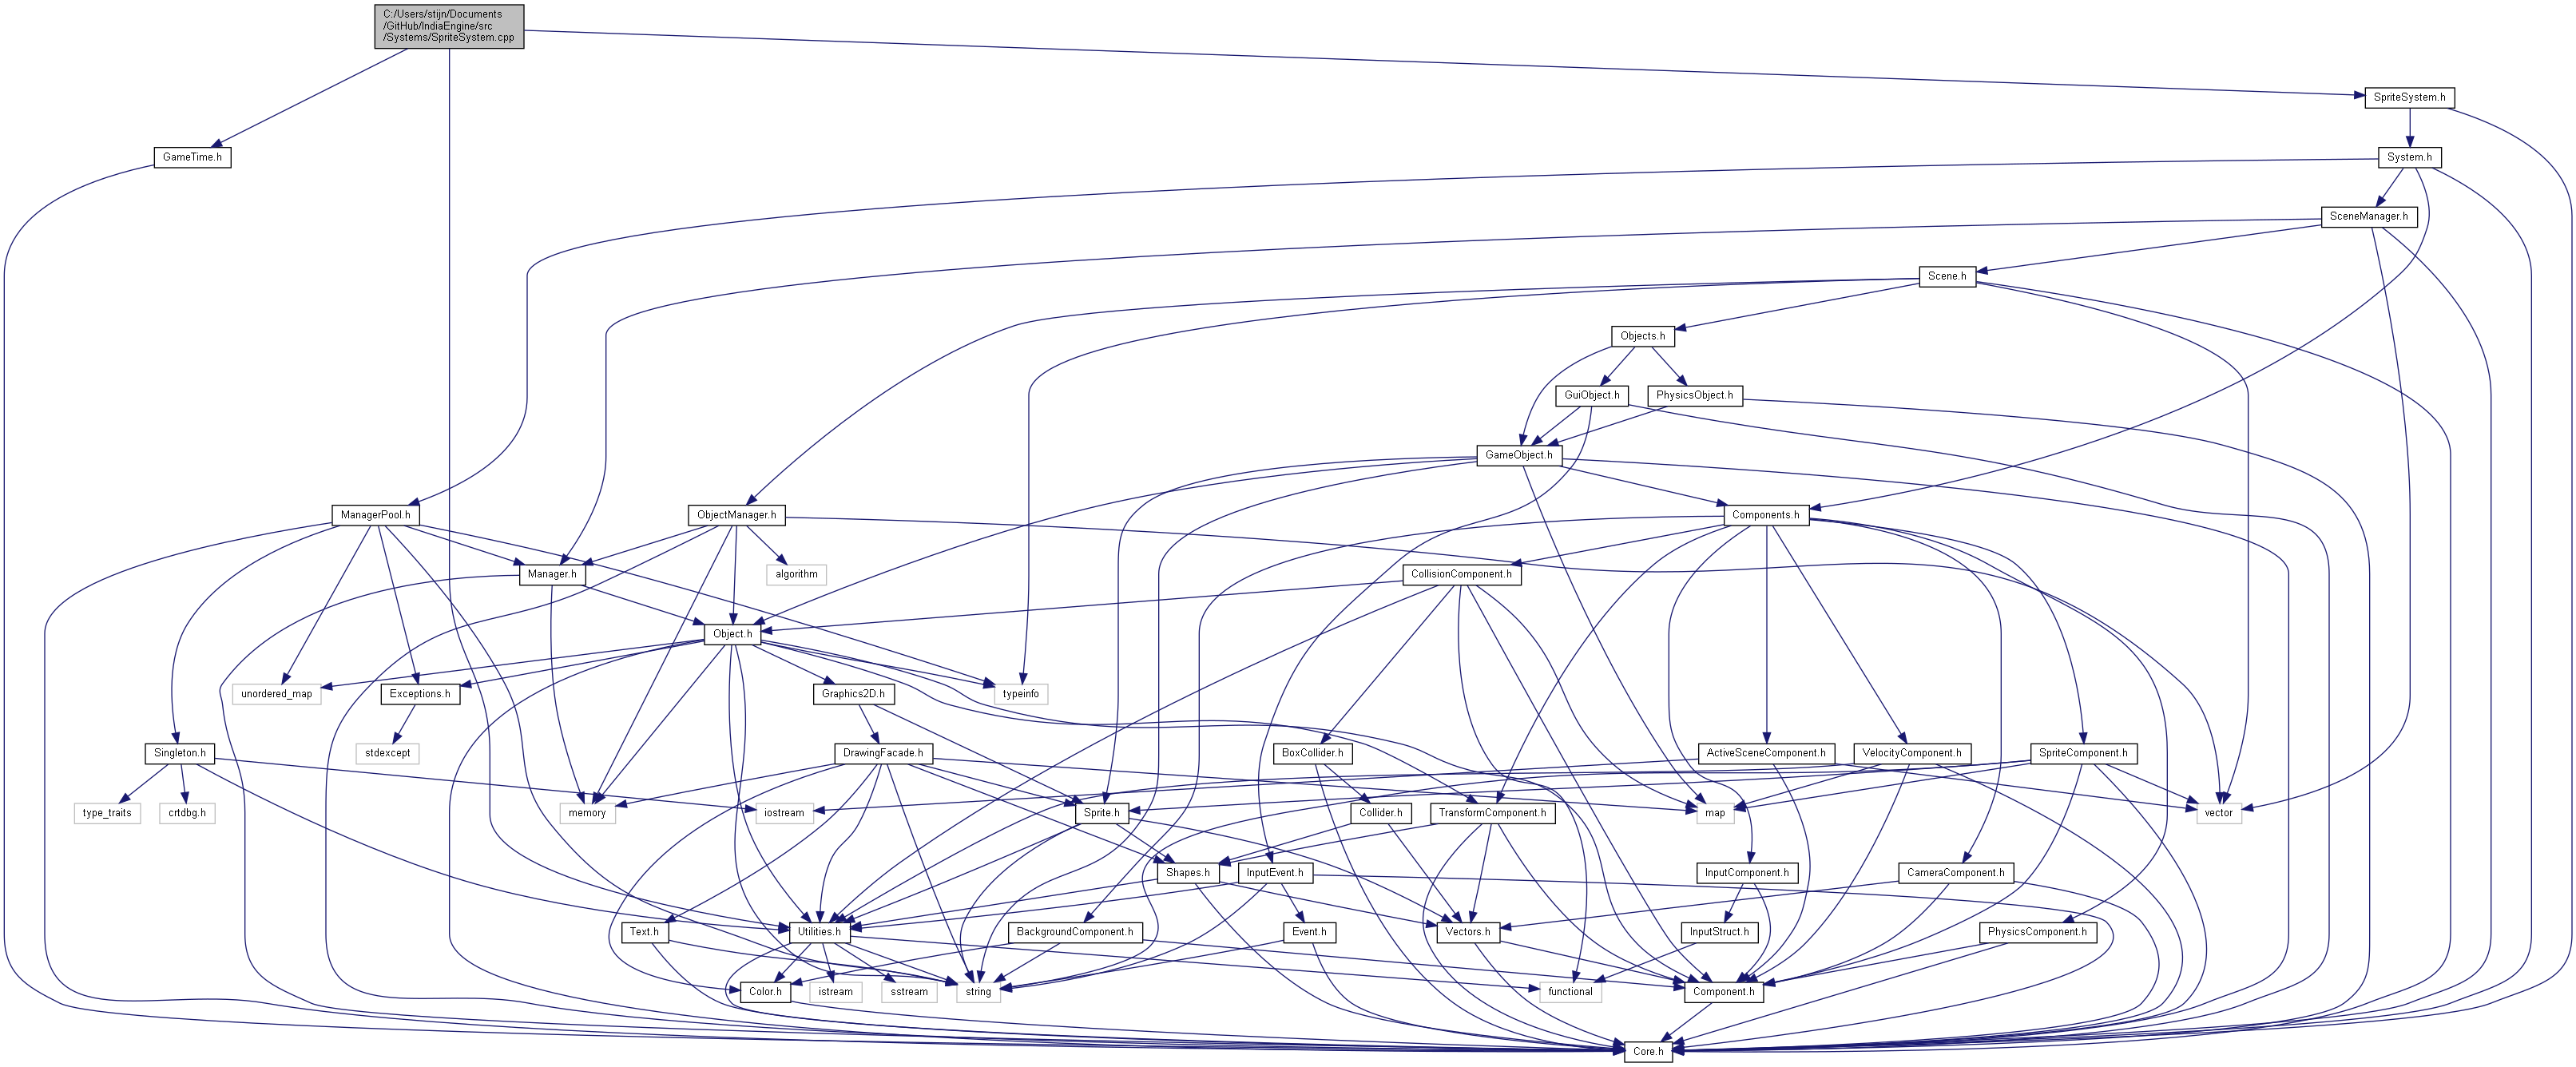 C:/Users/stijn/Documents
/GitHub/IndiaEngine/src
/Systems/SpriteSystem.cpp
SpriteSystem.h
GameTime.h
System.h
SceneManager.h
Scene.h
Objects.h
GuiObject.h
PhysicsObject.h
GameObject.h
ManagerPool.h
ObjectManager.h
Components.h
Manager.h
algorithm
CollisionComponent.h
Object.h
unordered_map
Exceptions.h
Graphics2D.h
typeinfo
Singleton.h
stdexcept
DrawingFacade.h
BoxCollider.h
ActiveSceneComponent.h
VelocityComponent.h
SpriteComponent.h
type_traits
crtdbg.h
memory
iostream
Sprite.h
Collider.h
TransformComponent.h
map
vector
Shapes.h
InputEvent.h
InputComponent.h
CameraComponent.h
Text.h
Utilities.h
BackgroundComponent.h
Event.h
Vectors.h
InputStruct.h
PhysicsComponent.h
Color.h
istream
sstream
string
functional
Component.h
Core.h